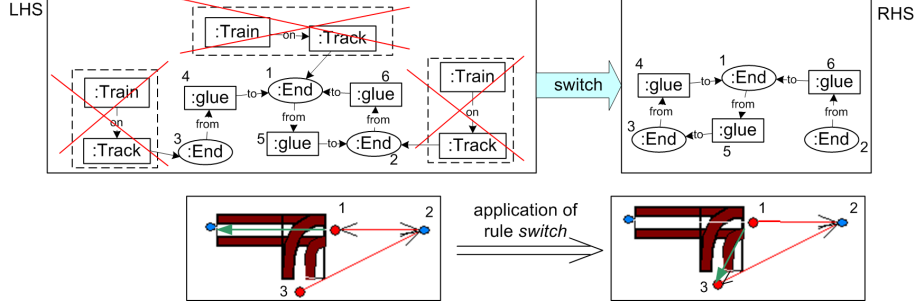 LHS
RHS
:Train
on
:Track
:Train
on
:Track
4
:glue
to
1
:End
to
6
:glue
:Train
on
:Track
from
from
from
3
:End
5
:glue
to
:End
2
switch
4
:glue
to
1
:End
to
6
:glue
from
from
from
3
:End
to
:glue
5
:End
2
1
2
3
application of
rule switch
1
2
3